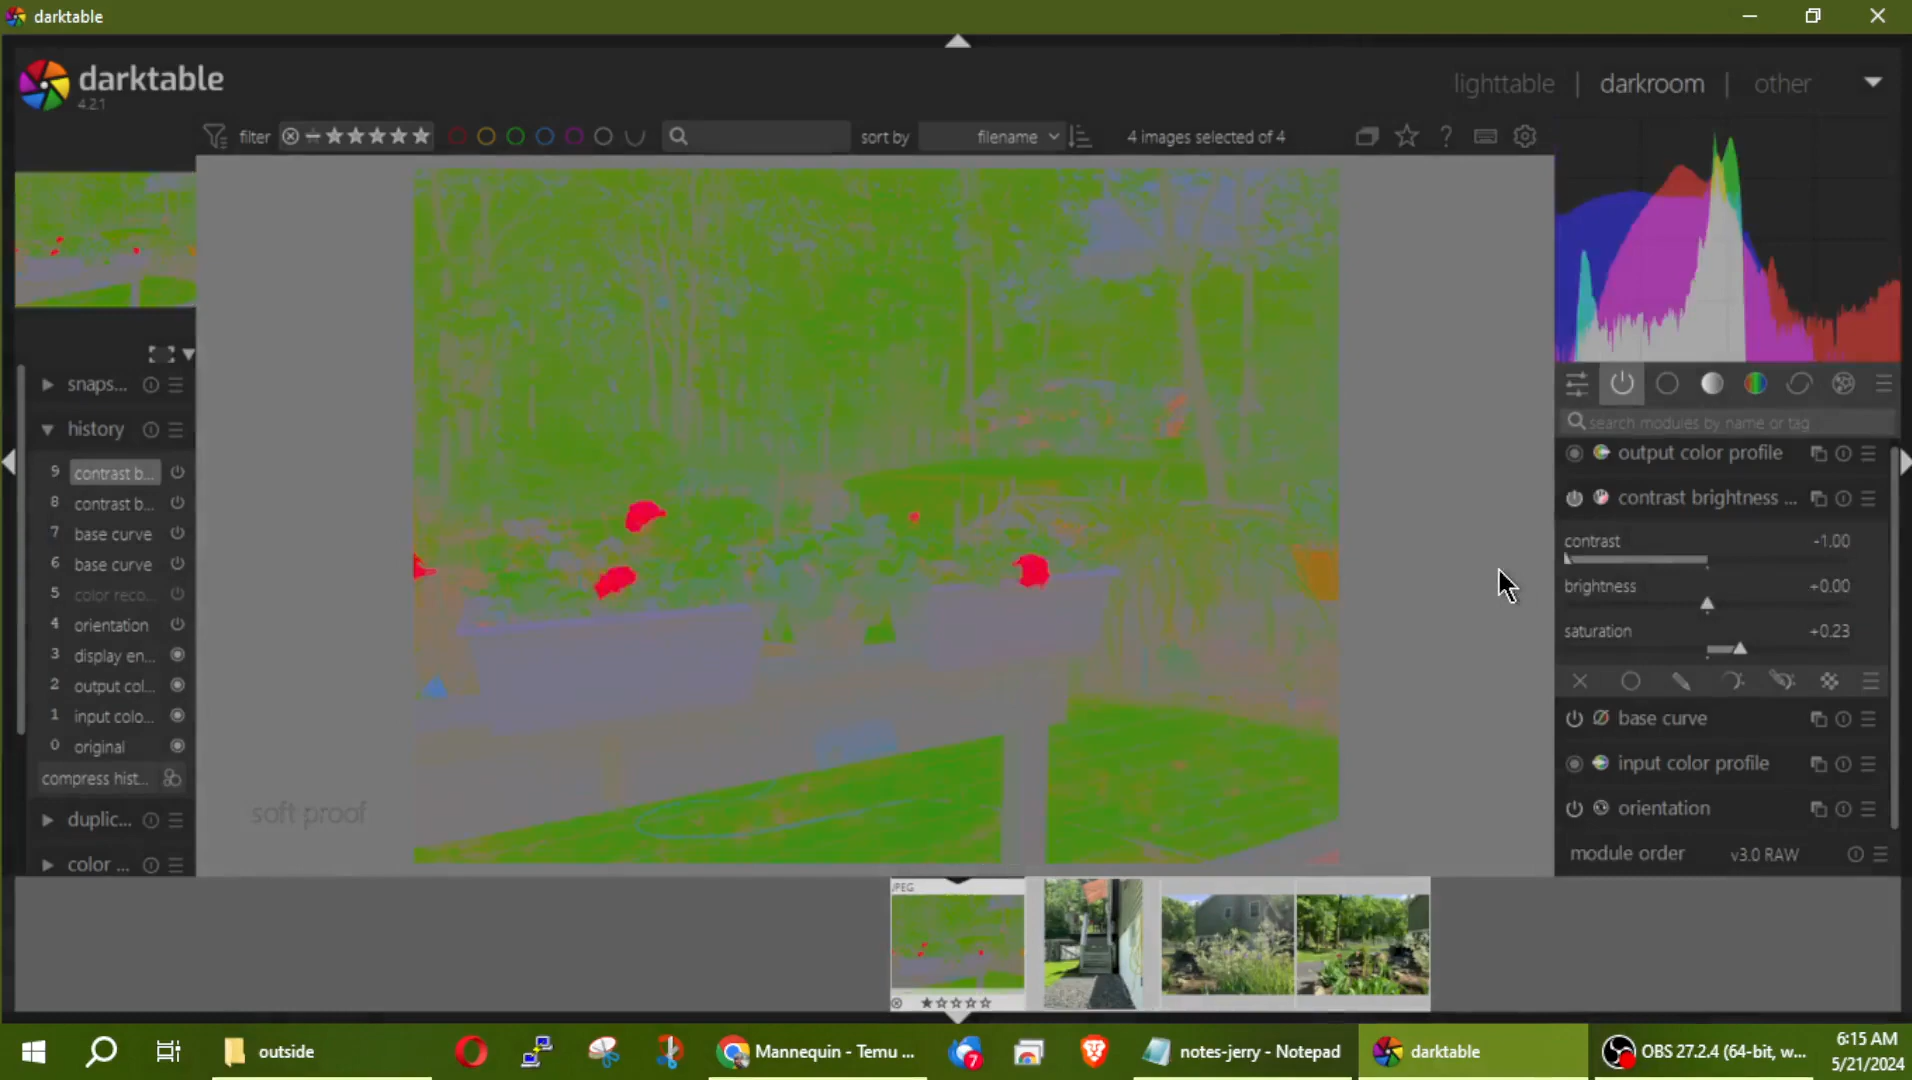 darktable
darktable
4.2.1
lighttable | darkroom | other
filter
sort by filename
4 images selected of 4
?
snaps...
history
9 contrast b...
8 contrast b...
7 base curve
6 base curve
5 color reco...
4 orientation
3 display en...
2 output col...
1 input colo...
0 original
compress hist...
duplic...
color ...
soft proof
search modules by name or tag
output color profile
contrast brightness ...
contrast -1.00
brightness +0.00
saturation +0.23
base curve
input color profile
orientation
module order v3.0 RAW
JPEG
outside
Mannequin - Temu ...
7
notes-jerry - Notepad
darktable
OBS 27.2.4 (64-bit, w...
6:15 AM
5/21/2024